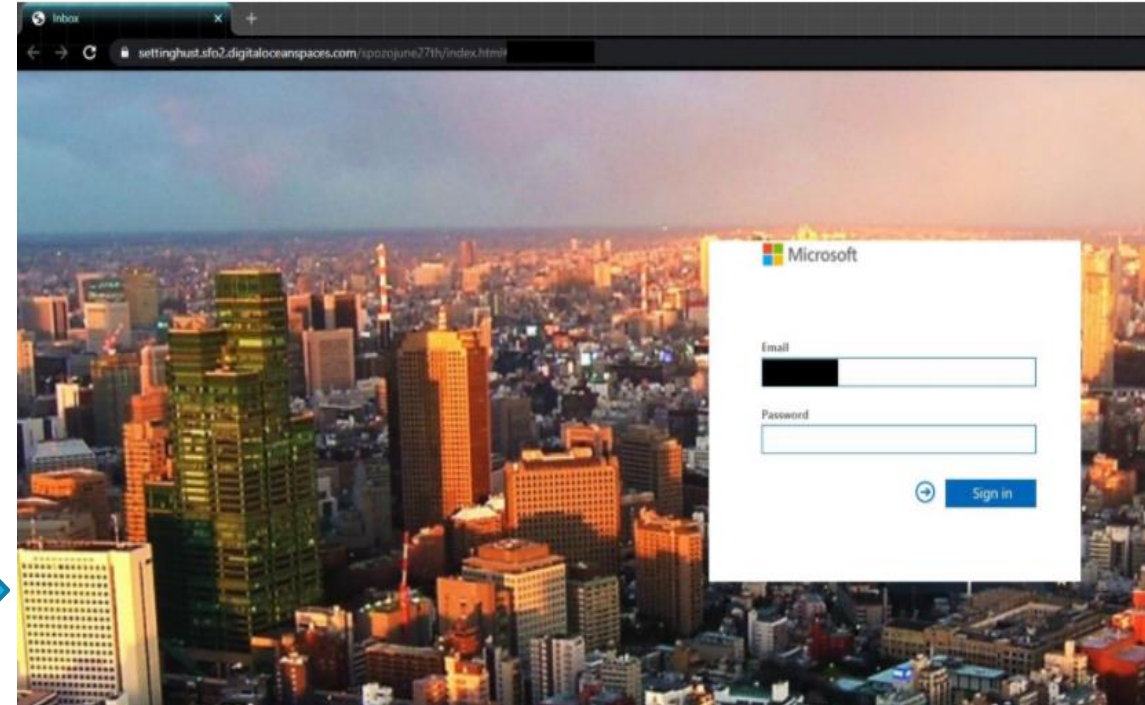 Inbox
settinghust.sfo2.digitaloceanspaces.com/spozojune27th/index.html#
Microsoft
Email
Password
Sign in